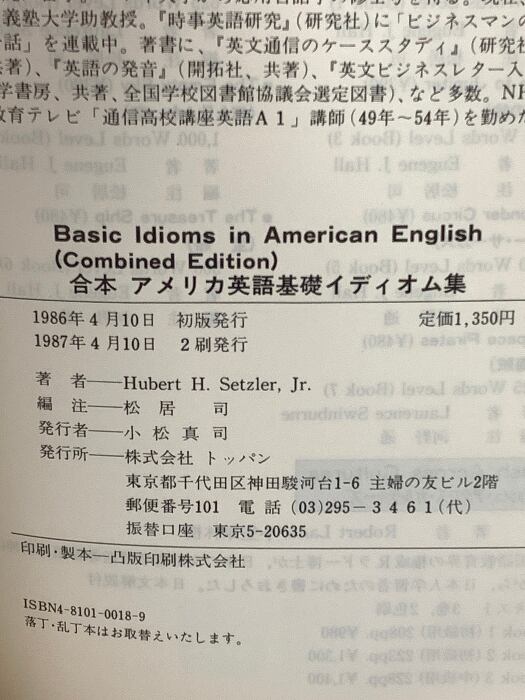 義塾大学助教授。『時事英語研究』(研究社)に「ビジネスマンの
話」を連載中。著書に、『英文通信のケーススタディ』(研究社
共著)、『英語の発音』(開拓社、共著)、『英文ビジネスレター入
学書房、共著、全国学校図書館協議会選定図書)、など多数。NH
教育テレビ「通信高校講座英語A1」講師(49年〜54年)を勤めた
Basic Idioms in American English
(Combined Edition)
合本 アメリカ英語基礎イディオム集
1986年4月10日 初版発行 定価1,350円
1987年4月10日 2刷発行
著者──Hubert H. Setzler, Jr.
編注──松居 司
発行者──小松真司
発行所──株式会社 トッパン
東京都千代田区神田駿河台1-6 主婦の友ビル2階
郵便番号101 電話 (03)295-3461(代)
振替口座 東京5-20635
印刷・製本─凸版印刷株式会社
ISBN4-8101-0018-9
落丁・乱丁本はお取替えいたします。